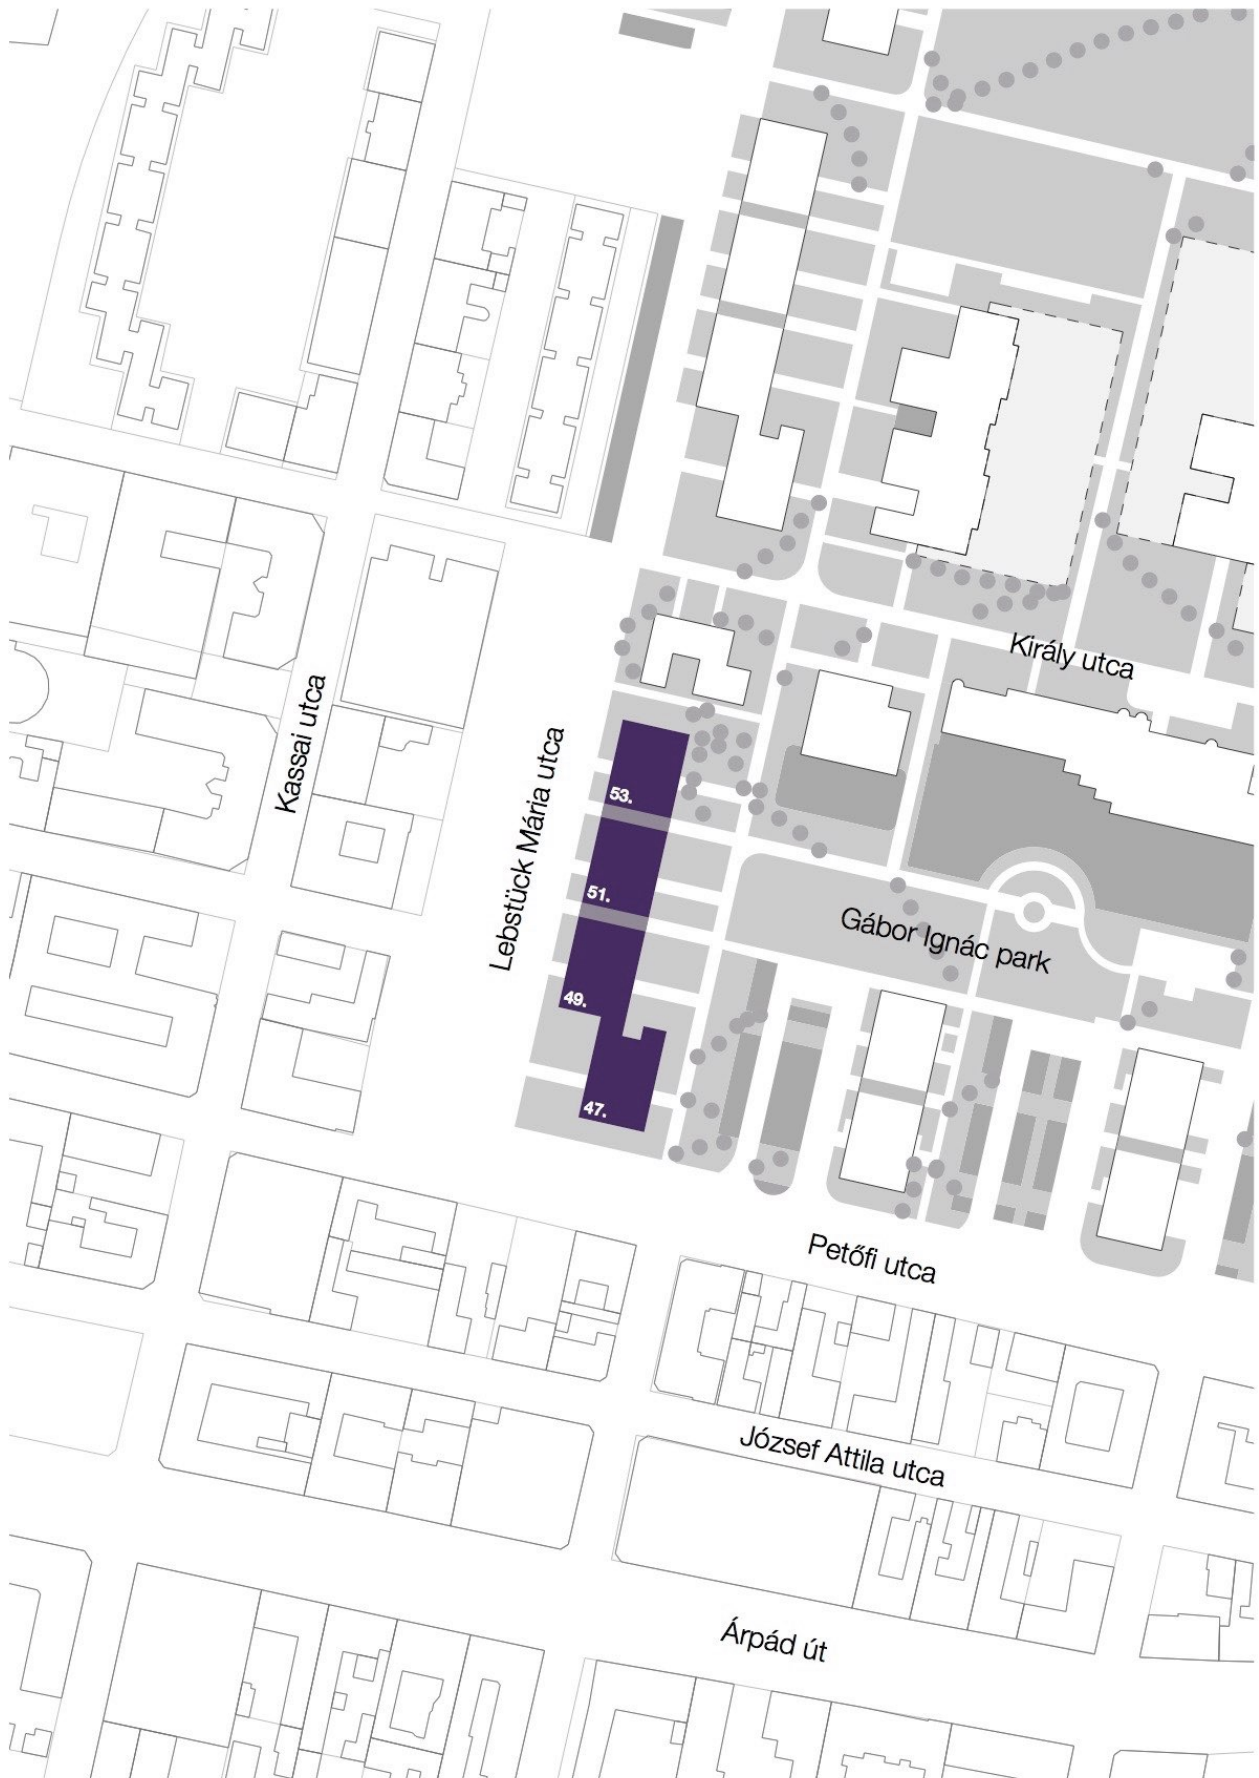 Király utca
Kassai utca
Lebstück Mária utca
53.
51.
Gábor Ignác park
49.
47.
Petőfi utca
József Attila utca
Árpád út